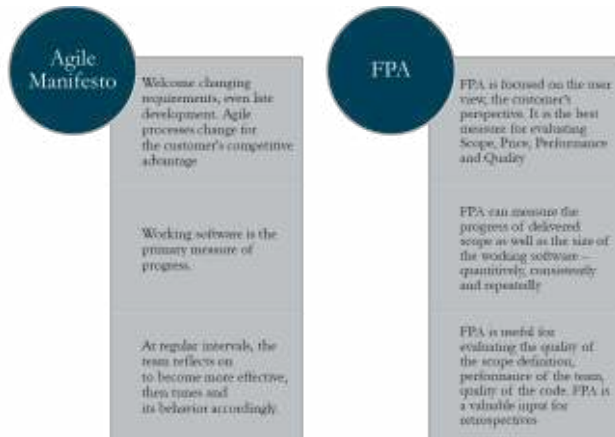 Agile
Manifesto
Welcome changing
requirements, even late
development. Agile
processes change for
the customer's competitive
advantage
Working software is the
primary measure of
progress.
At regular intervals, the
team reflects on
to become more effective,
then tunes and
its behavior accordingly.
FPA
FPA is focused on the user
view, the customer's
perspective. It is the best
measure for evaluating
Scope, Price, Performance
and Quality
FPA can measure the
progress of delivered
scope as well as the size of
the working software –
quantitively, consistently
and repeatedly
FPA is useful for
evaluating the quality of
the scope definition,
performance of the team,
quality of the code. FPA is
a valuable input for
retrospectives